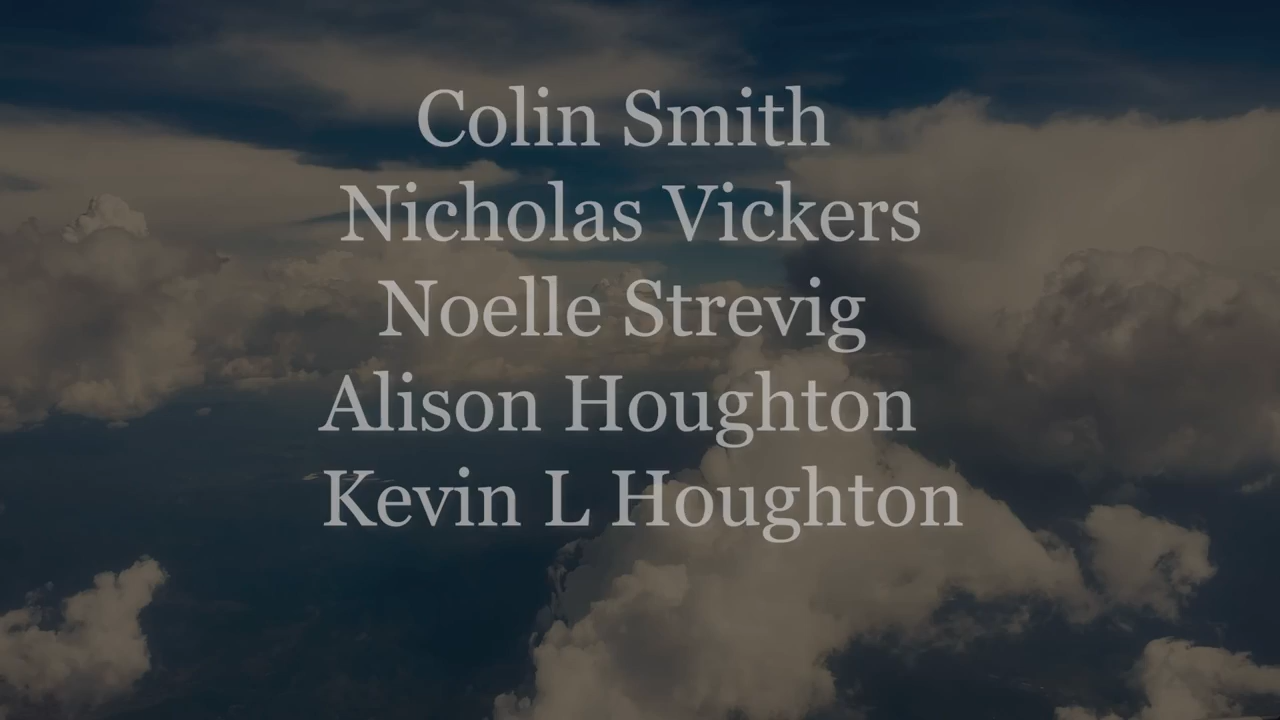 Colin Smith
Nicholas Vickers
Noelle Strevig
Alison Houghton
Kevin L Houghton